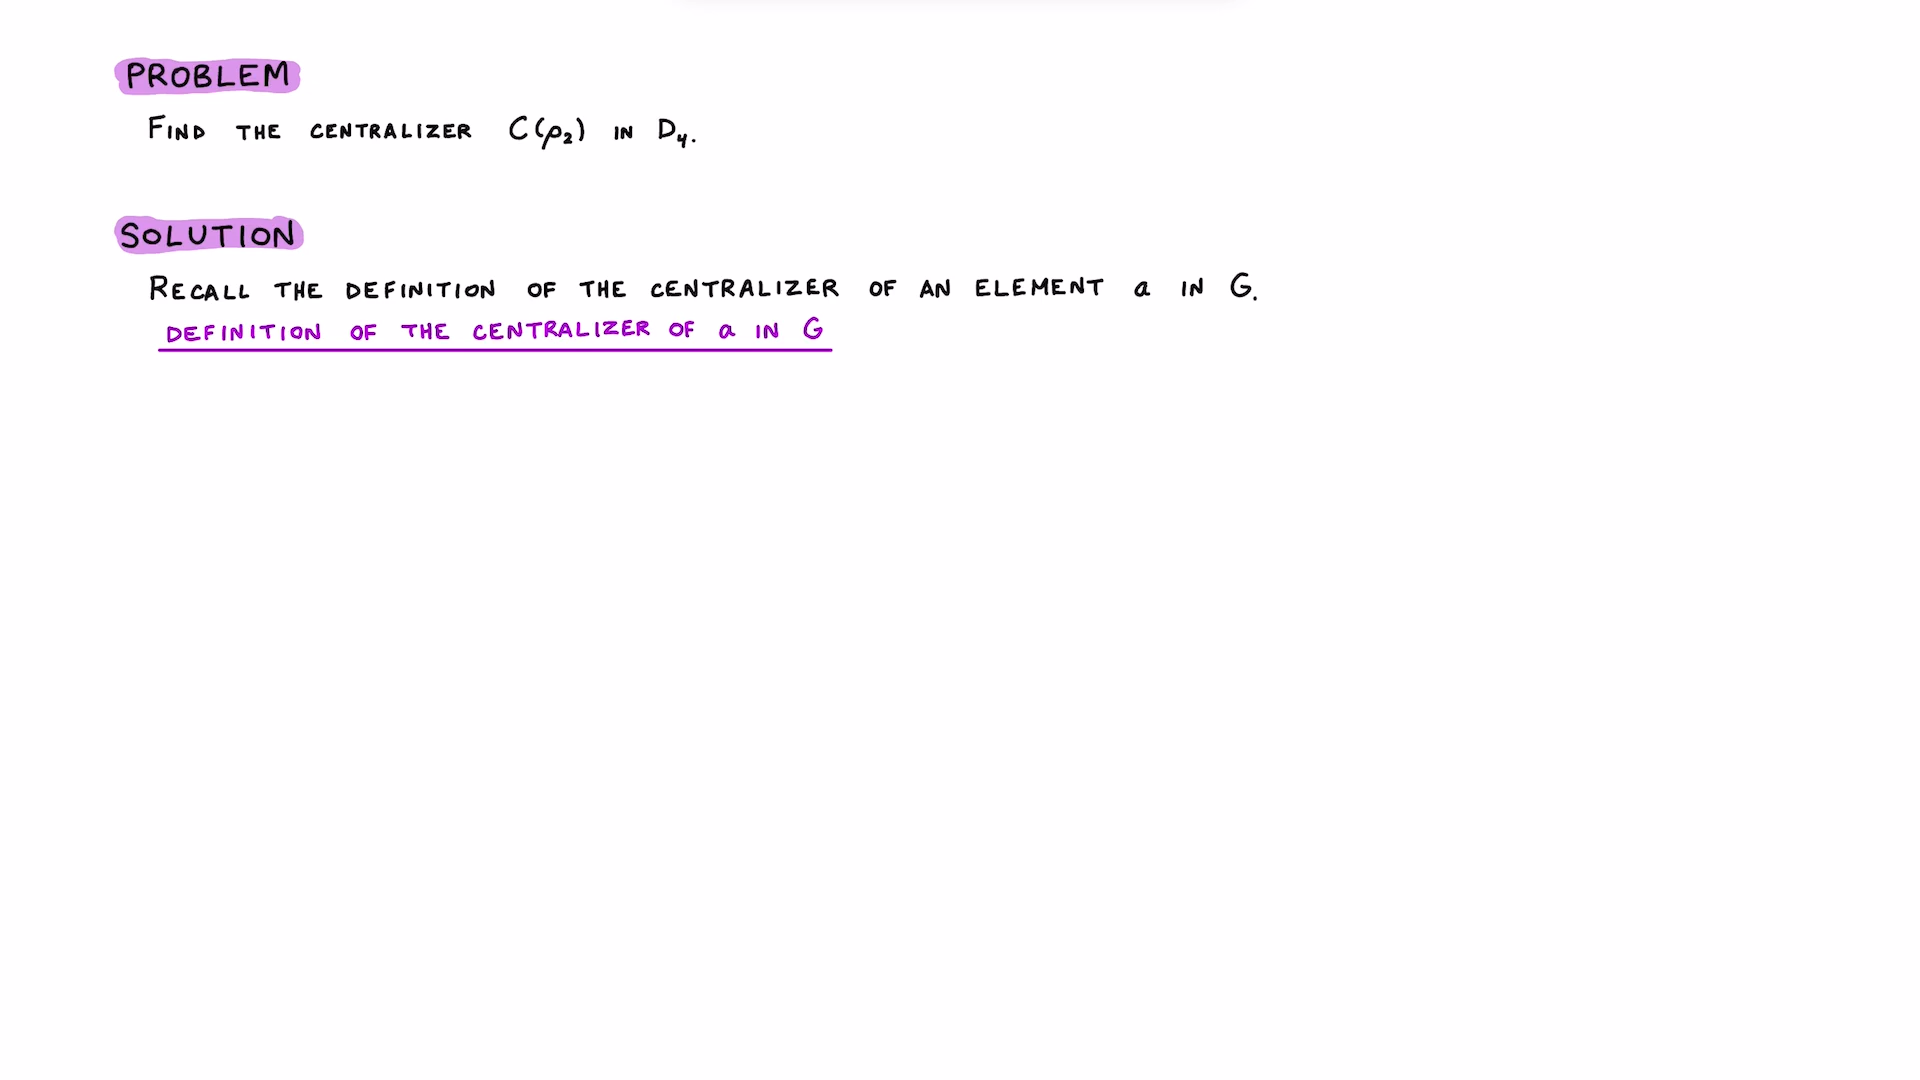 PROBLEM
FIND THE CENTRALIZER C(ρ₂) IN D₄.
SOLUTION
RECALL THE DEFINITION OF THE CENTRALIZER OF AN ELEMENT a IN G.
DEFINITION OF THE CENTRALIZER OF a IN G